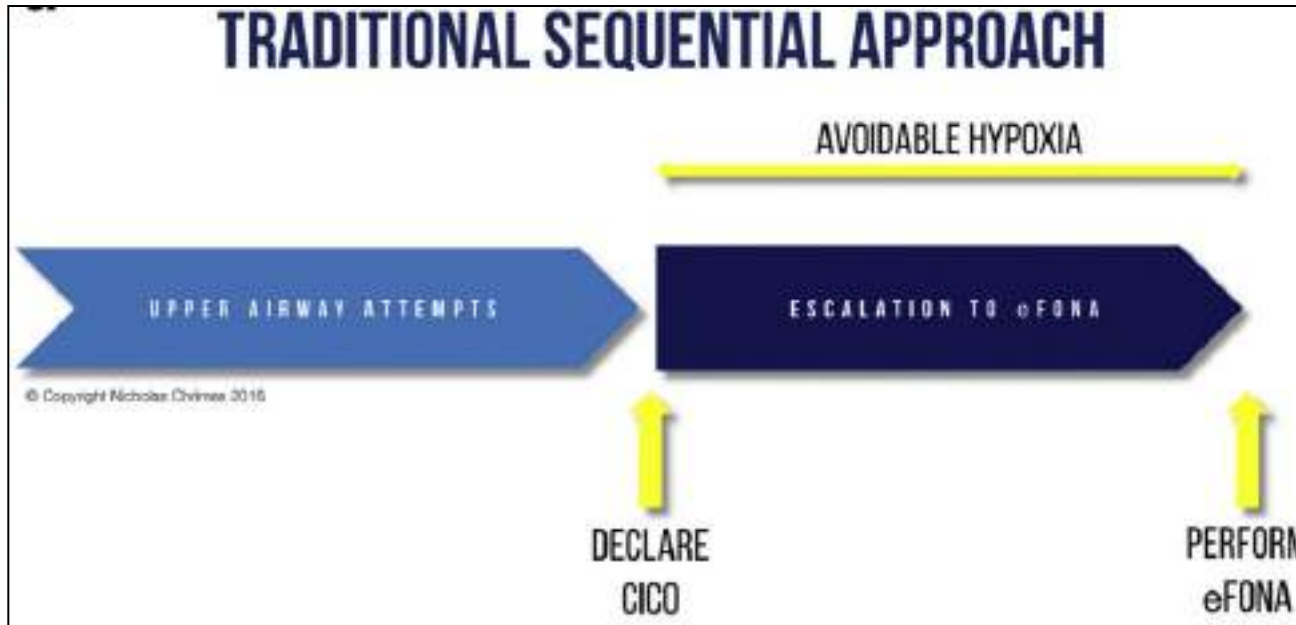 TRADITIONAL SEQUENTIAL APPROACH
AVOIDABLE HYPOXIA
UPPER AIRWAY ATTEMPTS
ESCALATION TO eFONA
© Copyright Nicholas Chrimes 2016
DECLARE
CICO
PERFORM
eFONA